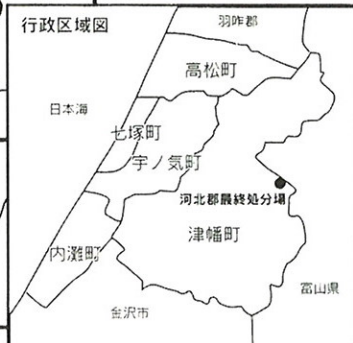 行政区域図
羽咋郡
高松町
日本海
七塚町
宇ノ気町
河北郡最終処分場
津幡町
内灘町
富山県
金沢市